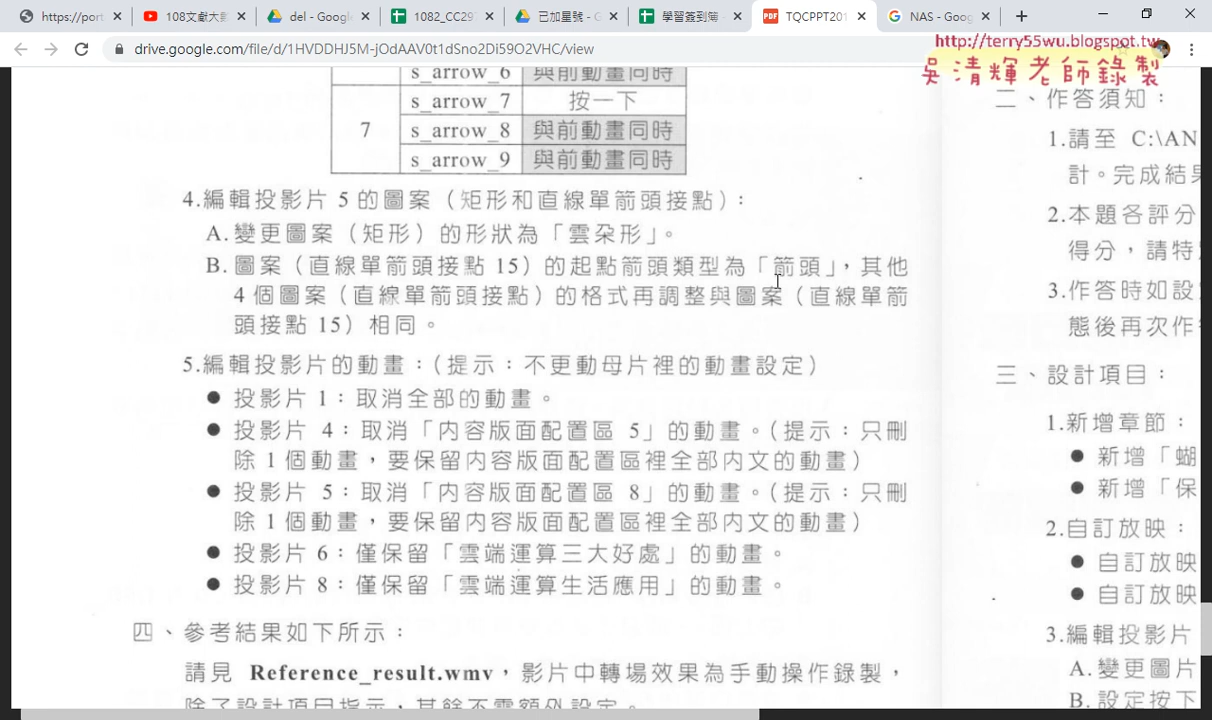 https://port
108文獻大數
del - Google
1082_CC29
已加星號 - G
學習簽到簿 -
PDF TQCPPT201
NAS - Goog
drive.google.com/file/d/1HVDDHJ5M-jOdAAV0t1dSno2Di59O2VHC/view
http://terry55wu.blogspot.tw
吳清輝老師錄製
s_arrow_6 與前動畫同時
s_arrow_7 按一下
7 s_arrow_8 與前動畫同時
s_arrow_9 與前動畫同時
4.編輯投影片 5 的圖案（矩形和直線單箭頭接點）：
A.變更圖案（矩形）的形狀為「雲朵形」。
B.圖案（直線單箭頭接點 15）的起點箭頭類型為「箭頭」，其他
4 個圖案（直線單箭頭接點）的格式再調整與圖案（直線單箭
頭接點 15）相同。
5.編輯投影片的動畫：（提示：不更動母片裡的動畫設定）
● 投影片 1：取消全部的動畫。
● 投影片 4：取消「內容版面配置區 5」的動畫。（提示：只刪
除 1 個動畫，要保留內容版面配置區裡全部內文的動畫）
● 投影片 5：取消「內容版面配置區 8」的動畫。（提示：只刪
除 1 個動畫，要保留內容版面配置區裡全部內文的動畫）
● 投影片 6：僅保留「雲端運算三大好處」的動畫。
● 投影片 8：僅保留「雲端運算生活應用」的動畫。
四、參考結果如下所示：
請見 Reference_result.wmv，影片中轉場效果為手動操作錄製，
除了設計項目指示，其餘不需額外設定。
二、作答須知：
1.請至 C:\AN
計。完成結果
2.本題各評分
得分，請特
3.作答時如設
態後再次作
三、設計項目：
1.新增章節：
● 新增「蝴
● 新增「保
2.自訂放映：
● 自訂放映
● 自訂放映
3.編輯投影片
A.變更圖片
B.設定按下